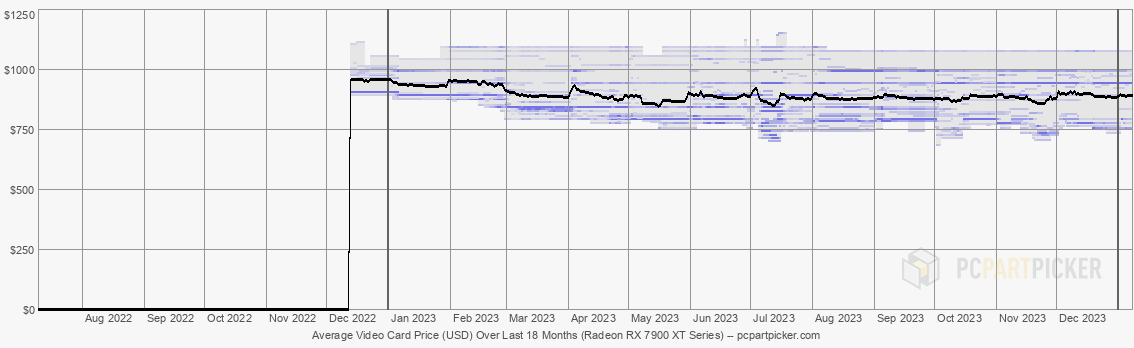 $1250
$1000
$750
$500
$250
$0
Aug 2022 Sep 2022 Oct 2022 Nov 2022 Dec 2022 Jan 2023 Feb 2023 Mar 2023 Apr 2023 May 2023 Jun 2023 Jul 2023 Aug 2023 Sep 2023 Oct 2023 Nov 2023 Dec 2023
PCPARTPICKER
Average Video Card Price (USD) Over Last 18 Months (Radeon RX 7900 XT Series) -- pcpartpicker.com